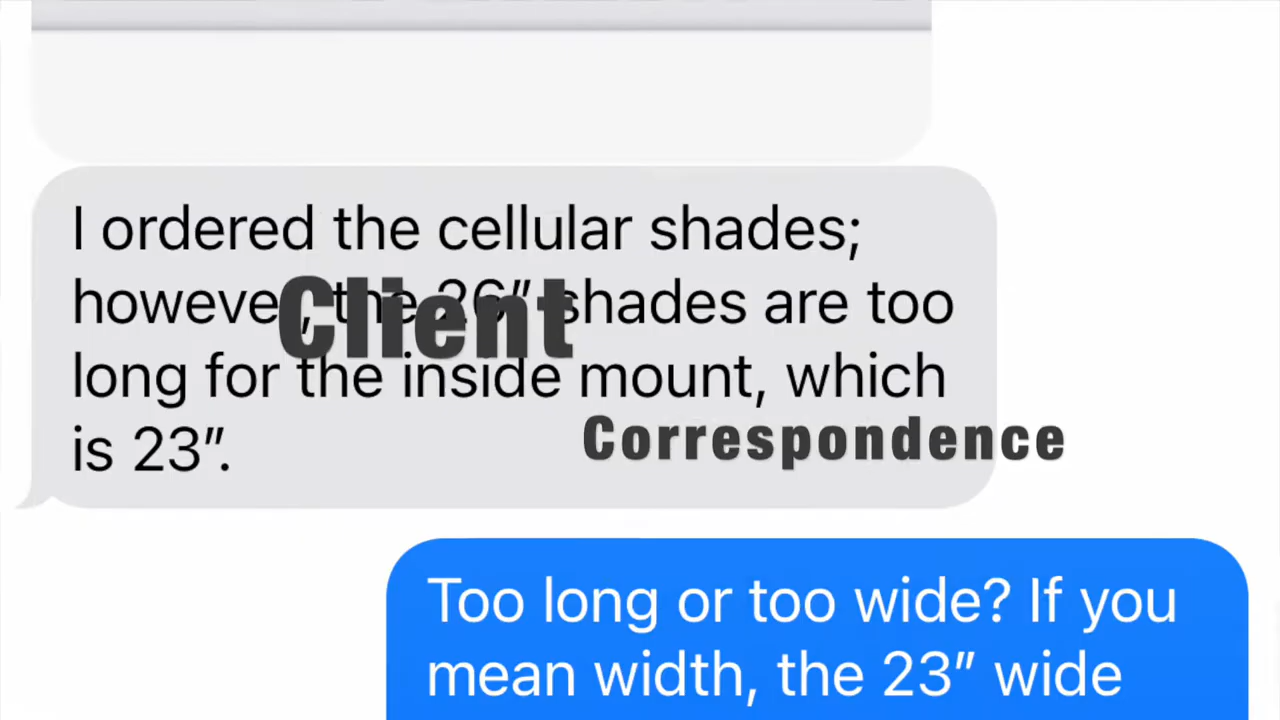 I ordered the cellular shades;
however, the 26” shades are too
long for the inside mount, which
is 23”.
Client
Correspondence
Too long or too wide? If you
mean width, the 23” wide